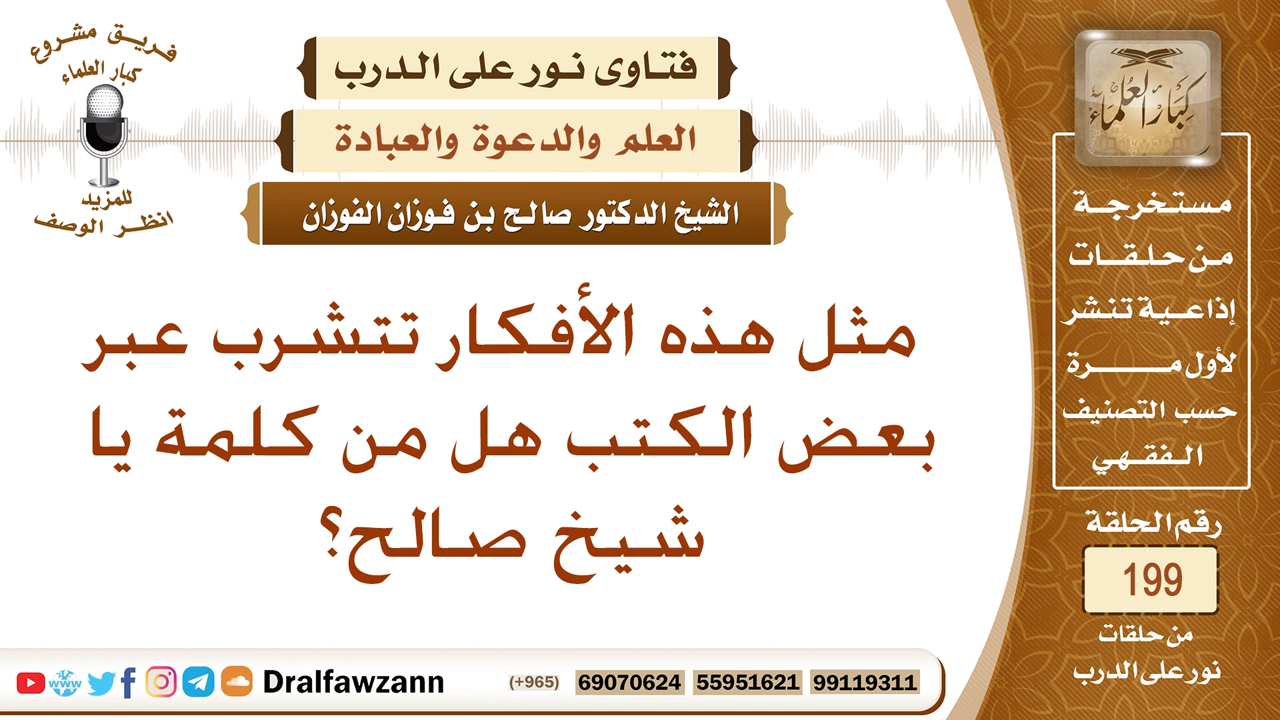 فريق مشروع
كبار العلماء
للمزيد
انظر الوصف
فتاوى نور على الدرب
العلم والدعوة والعبادة
الشيخ الدكتور صالح بن فوزان الفوزان
مثل هذه الأفكار تتشرب عبر
بعض الكتب هل من كلمة يا
شيخ صالح؟
كبار العلماء
مستخرجة
من حلقات
إذاعية تنشر
لأول مرة
حسب التصنيف
الفقهي
رقم الحلقة
199
من حلقات
نور على الدرب
www Dralfawzann (+965) 69070624 55951621 99119311